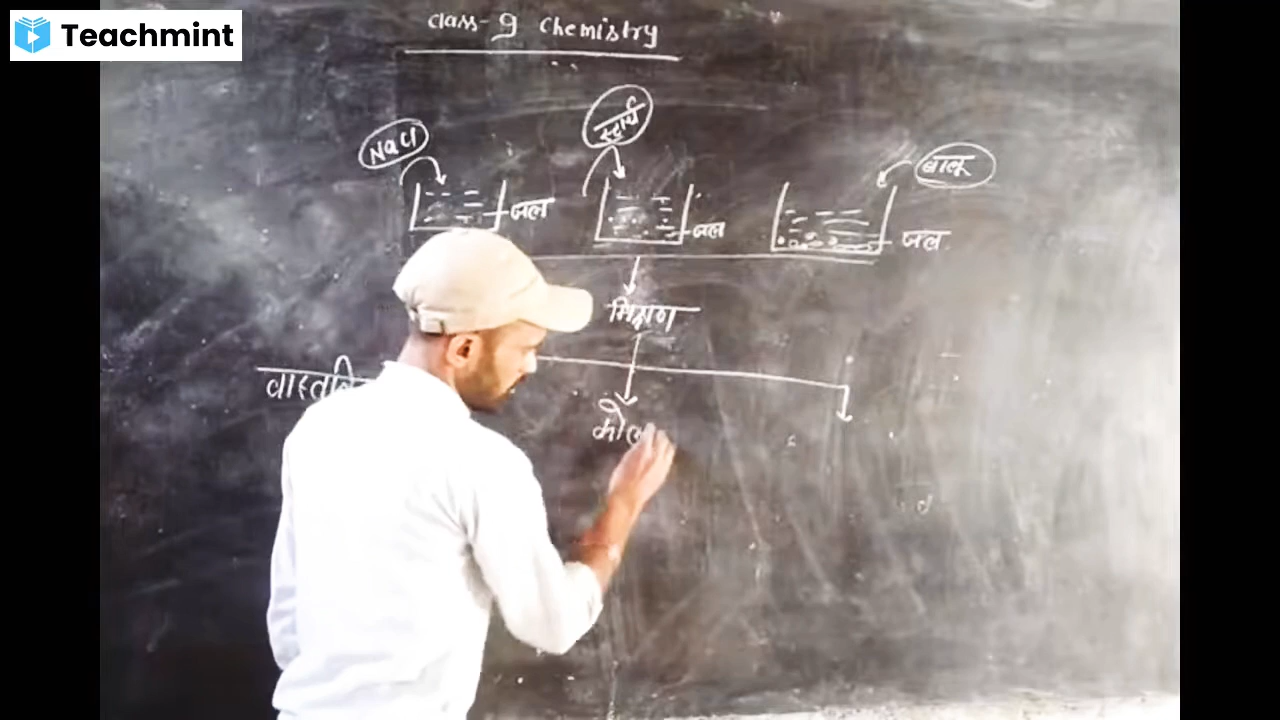 Teachmint
Class-9 Chemistry
NaCl
स्टार्च
बालू
जल
जल
जल
मिश्रण